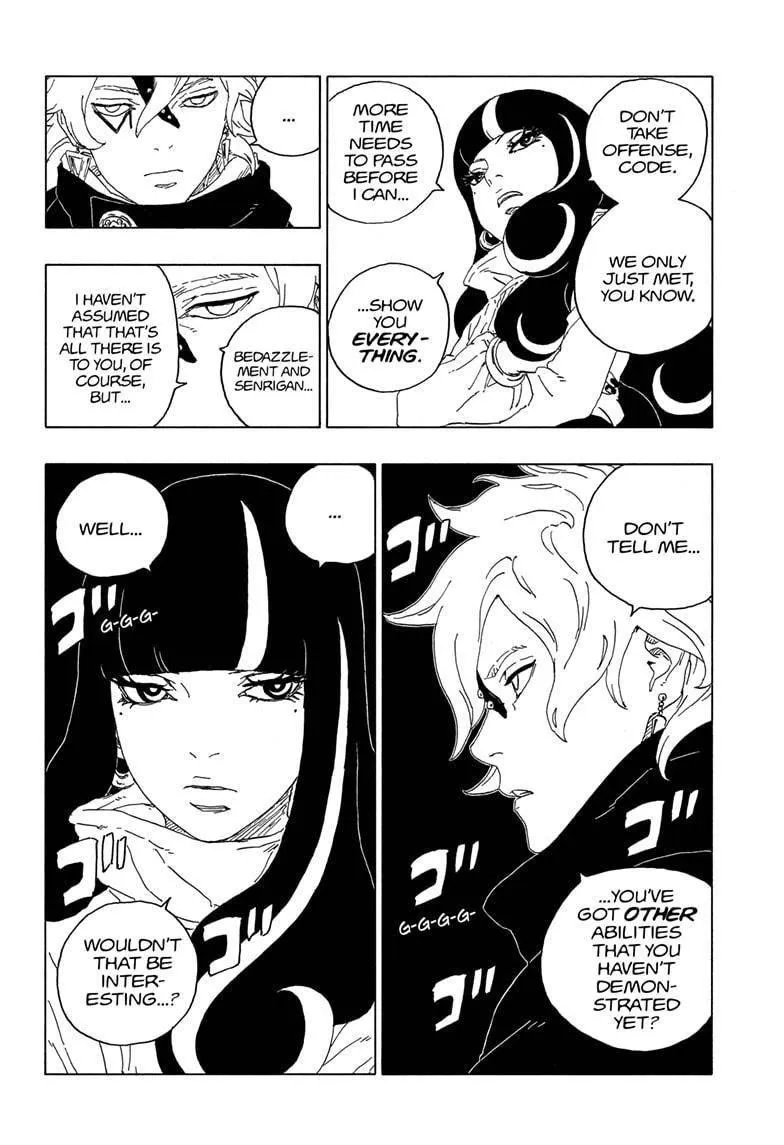 DON'T
TAKE
OFFENSE,
CODE.
WE ONLY
JUST MET,
YOU KNOW.
MORE
TIME
NEEDS
TO PASS
BEFORE
I CAN...
...SHOW
YOU
EVERY-
THING.
...
BEDAZZLE-
MENT AND
SENRIGAN...
I HAVEN'T
ASSUMED
THAT THAT'S
ALL THERE IS
TO YOU, OF
COURSE,
BUT...
DON'T
TELL ME...
ゴ
ゴ
ゴ
G-G-G-G-
ゴ
...YOU'VE
GOT OTHER
ABILITIES
THAT YOU
HAVEN'T
DEMON-
STRATED
YET?
...
WELL...
ゴ
G-G-G-
ゴ
ゴ
WOULDN'T
THAT BE
INTER-
ESTING...?